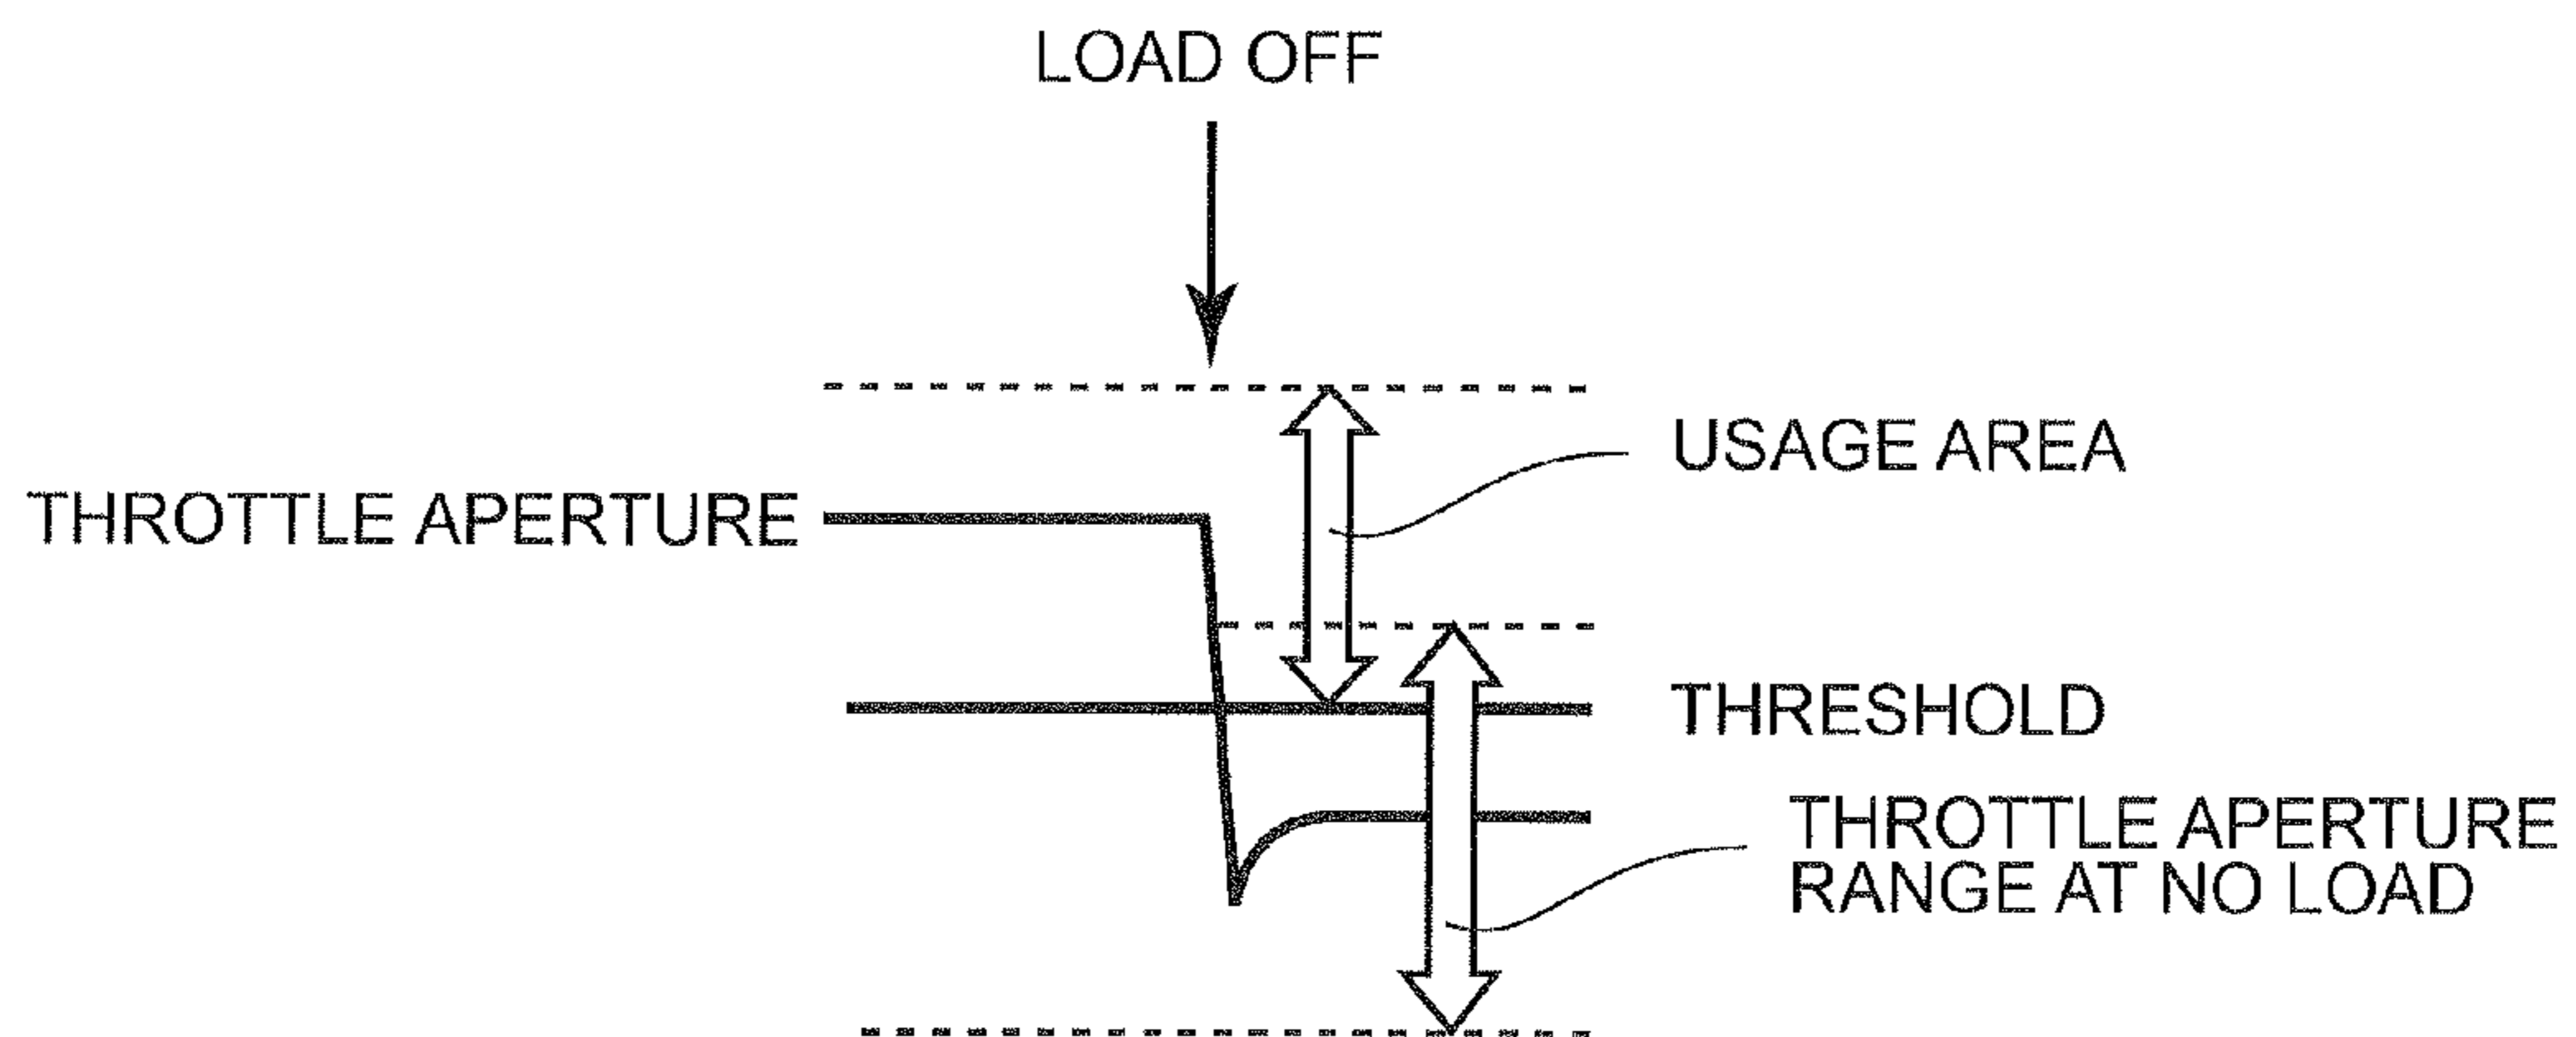 LOAD OFF
USAGE AREA
THROTTLE APERTURE
THRESHOLD
THROTTLE APERTURE
RANGE AT NO LOAD